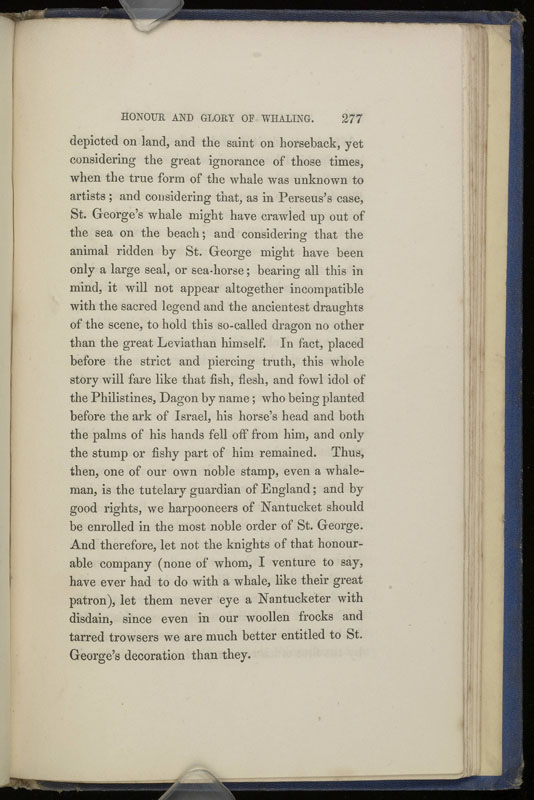 HONOUR AND GLORY OF WHALING. 277
depicted on land, and the saint on horseback, yet
considering the great ignorance of those times,
when the true form of the whale was unknown to
artists; and considering that, as in Perseus's case,
St. George's whale might have crawled up out of
the sea on the beach; and considering that the
animal ridden by St. George might have been
only a large seal, or sea-horse; bearing all this in
mind, it will not appear altogether incompatible
with the sacred legend and the ancientest draughts
of the scene, to hold this so-called dragon no other
than the great Leviathan himself. In fact, placed
before the strict and piercing truth, this whole
story will fare like that fish, flesh, and fowl idol of
the Philistines, Dagon by name; who being planted
before the ark of Israel, his horse's head and both
the palms of his hands fell off from him, and only
the stump or fishy part of him remained. Thus,
then, one of our own noble stamp, even a whale-
man, is the tutelary guardian of England; and by
good rights, we harpooneers of Nantucket should
be enrolled in the most noble order of St. George.
And therefore, let not the knights of that honour-
able company (none of whom, I venture to say,
have ever had to do with a whale, like their great
patron), let them never eye a Nantucketer with
disdain, since even in our woollen frocks and
tarred trowsers we are much better entitled to St.
George's decoration than they.